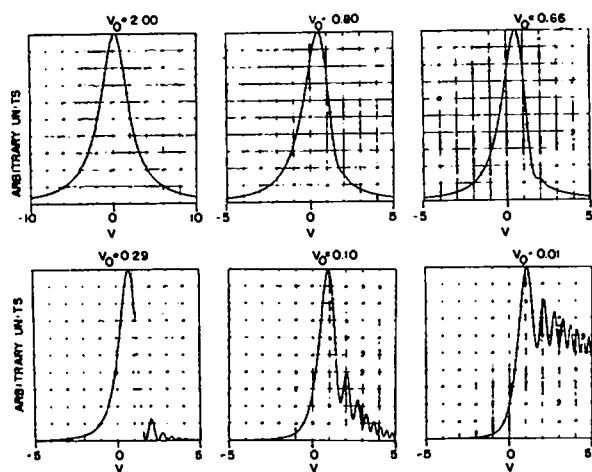 V₀=2.00
V₀=0.80
V₀=0.66
ARBITRARY UNITS
-10 0 10
-5 0 5
-5 0 5
V
V
V
V₀=0.29
V₀=0.10
V₀=0.01
ARBITRARY UNITS
-5 0 5
-5 0 5
-5 0 5
V
V
V